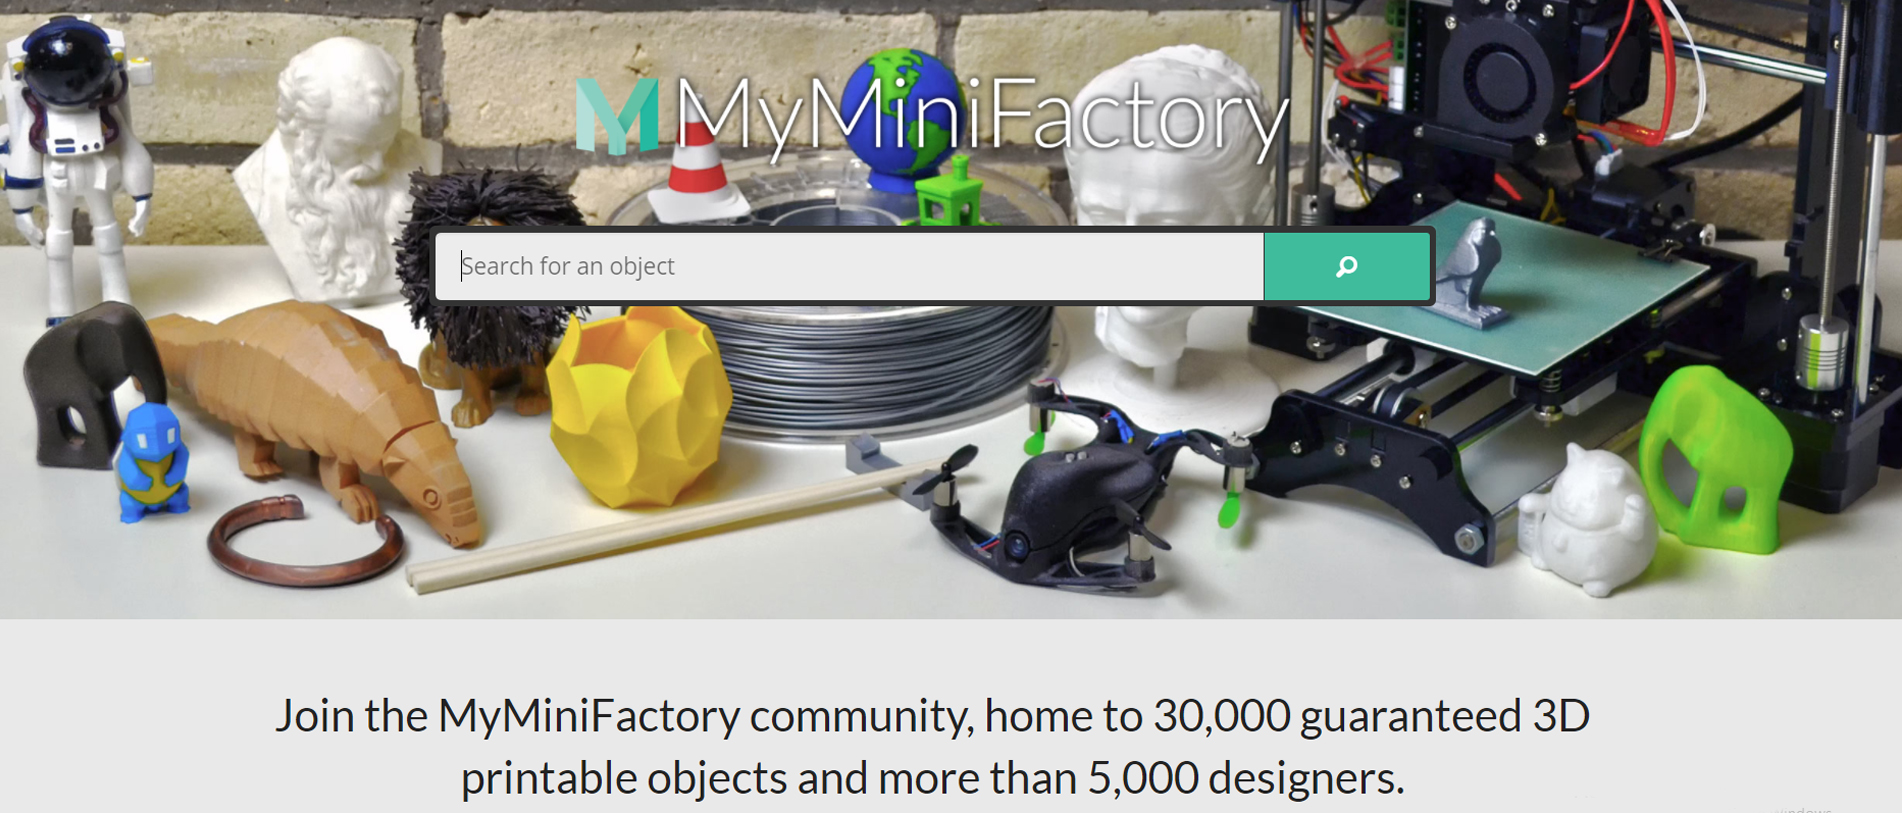 MyMiniFactory
Search for an object
Join the MyMiniFactory community, home to 30,000 guaranteed 3D
printable objects and more than 5,000 designers.